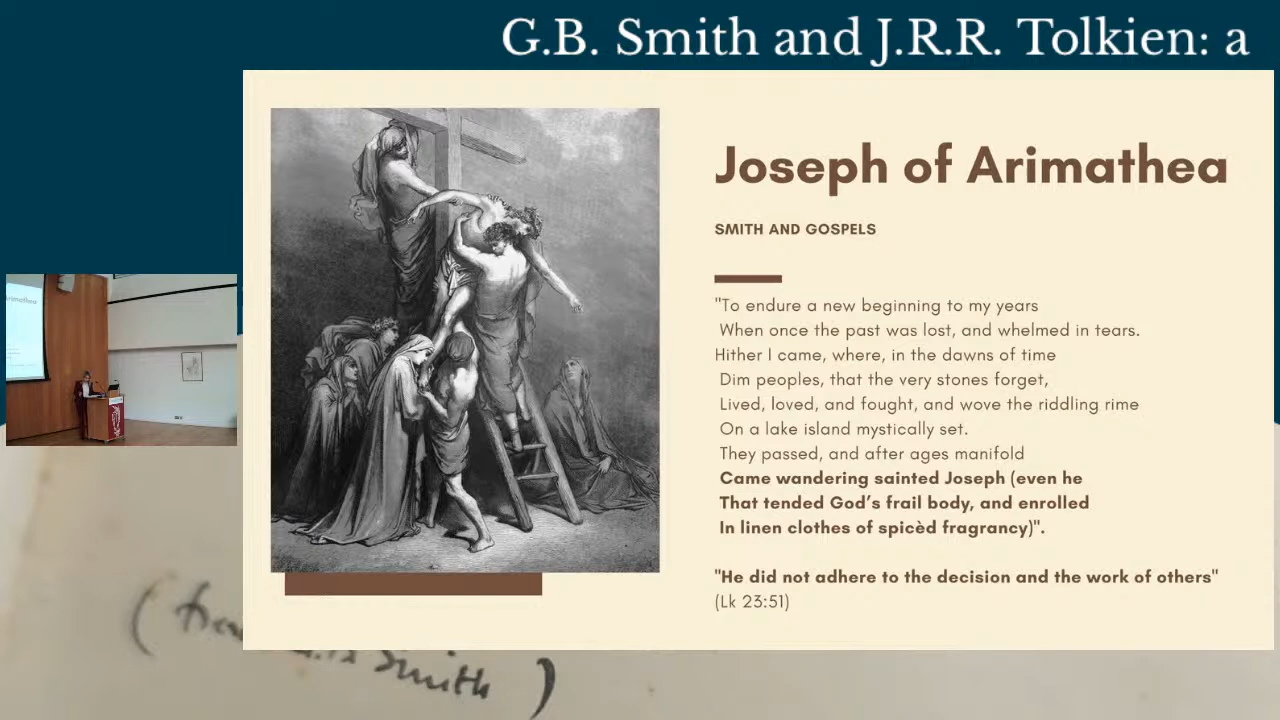 G.B. Smith and J.R.R. Tolkien: a
Joseph of Arimathea
SMITH AND GOSPELS
"To endure a new beginning to my years
When once the past was lost, and whelmed in tears.
Hither I came, where, in the dawns of time
Dim peoples, that the very stones forget,
Lived, loved, and fought, and wove the riddling rime
On a lake island mystically set.
They passed, and after ages manifold
Came wandering sainted Joseph (even he
That tended God's frail body, and enrolled
In linen clothes of spicèd fragrancy)".
"He did not adhere to the decision and the work of others"
(Lk 23:51)
(
Smith )